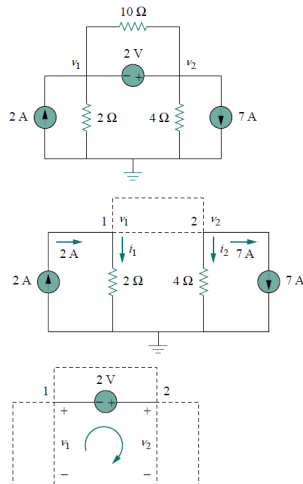 10 Ω
2 V
v₁ − + v₂
2 A 2 Ω 4 Ω 7 A
1 v₁ 2 v₂
2 A i₁ i₂ 7 A
2 A 2 Ω 4 Ω 7 A
2 V
1 − + 2
+ +
v₁ v₂
− −